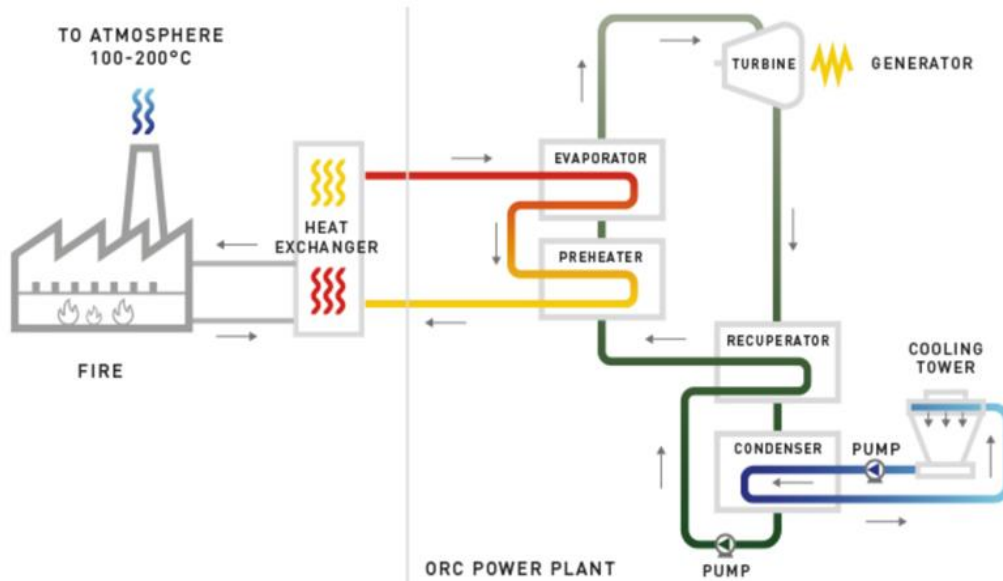 TO ATMOSPHERE
100-200°C
TURBINE
GENERATOR
EVAPORATOR
HEAT
EXCHANGER
PREHEATER
RECUPERATOR
COOLING
TOWER
FIRE
CONDENSER
PUMP
ORC POWER PLANT
PUMP